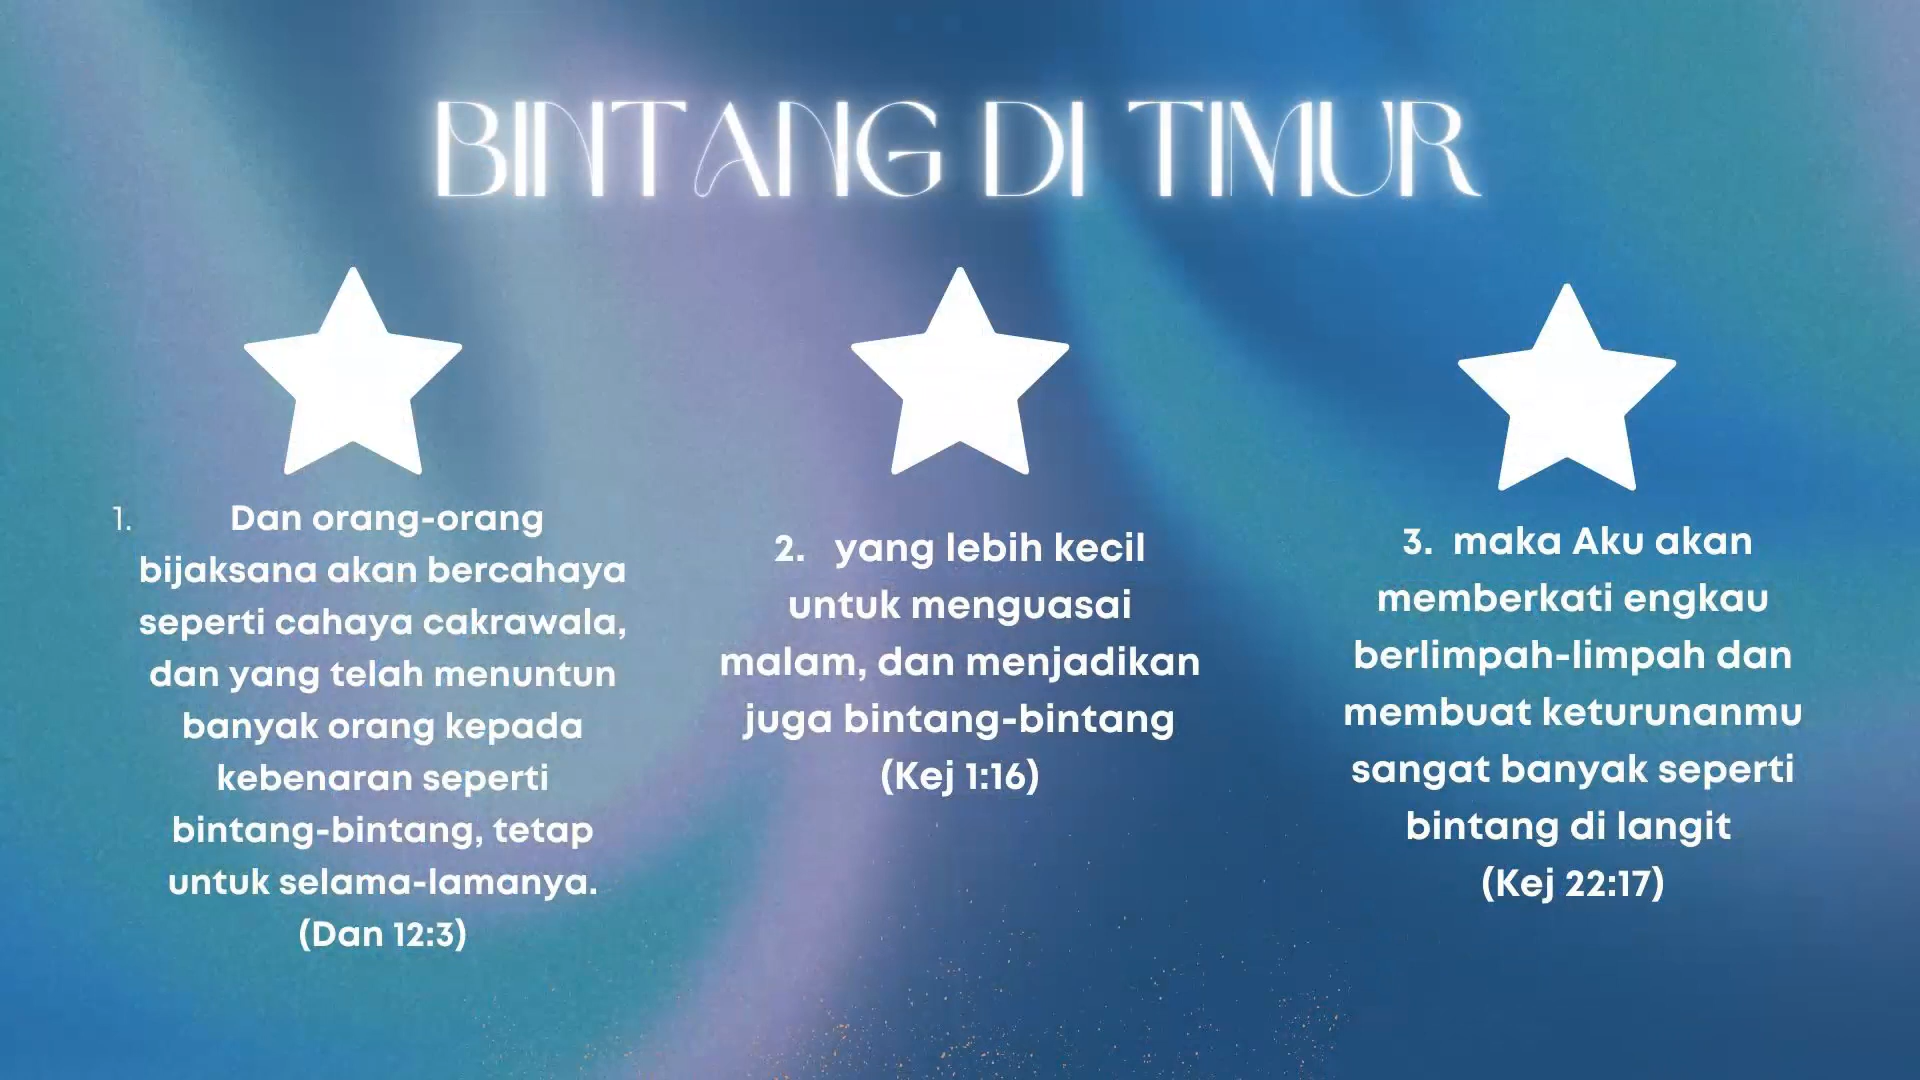 BINTANG DI TIMUR
1. Dan orang-orang
bijaksana akan bercahaya
seperti cahaya cakrawala,
dan yang telah menuntun
banyak orang kepada
kebenaran seperti
bintang-bintang, tetap
untuk selama-lamanya.
(Dan 12:3)
2. yang lebih kecil
untuk menguasai
malam, dan menjadikan
juga bintang-bintang
(Kej 1:16)
3. maka Aku akan
memberkati engkau
berlimpah-limpah dan
membuat keturunanmu
sangat banyak seperti
bintang di langit
(Kej 22:17)